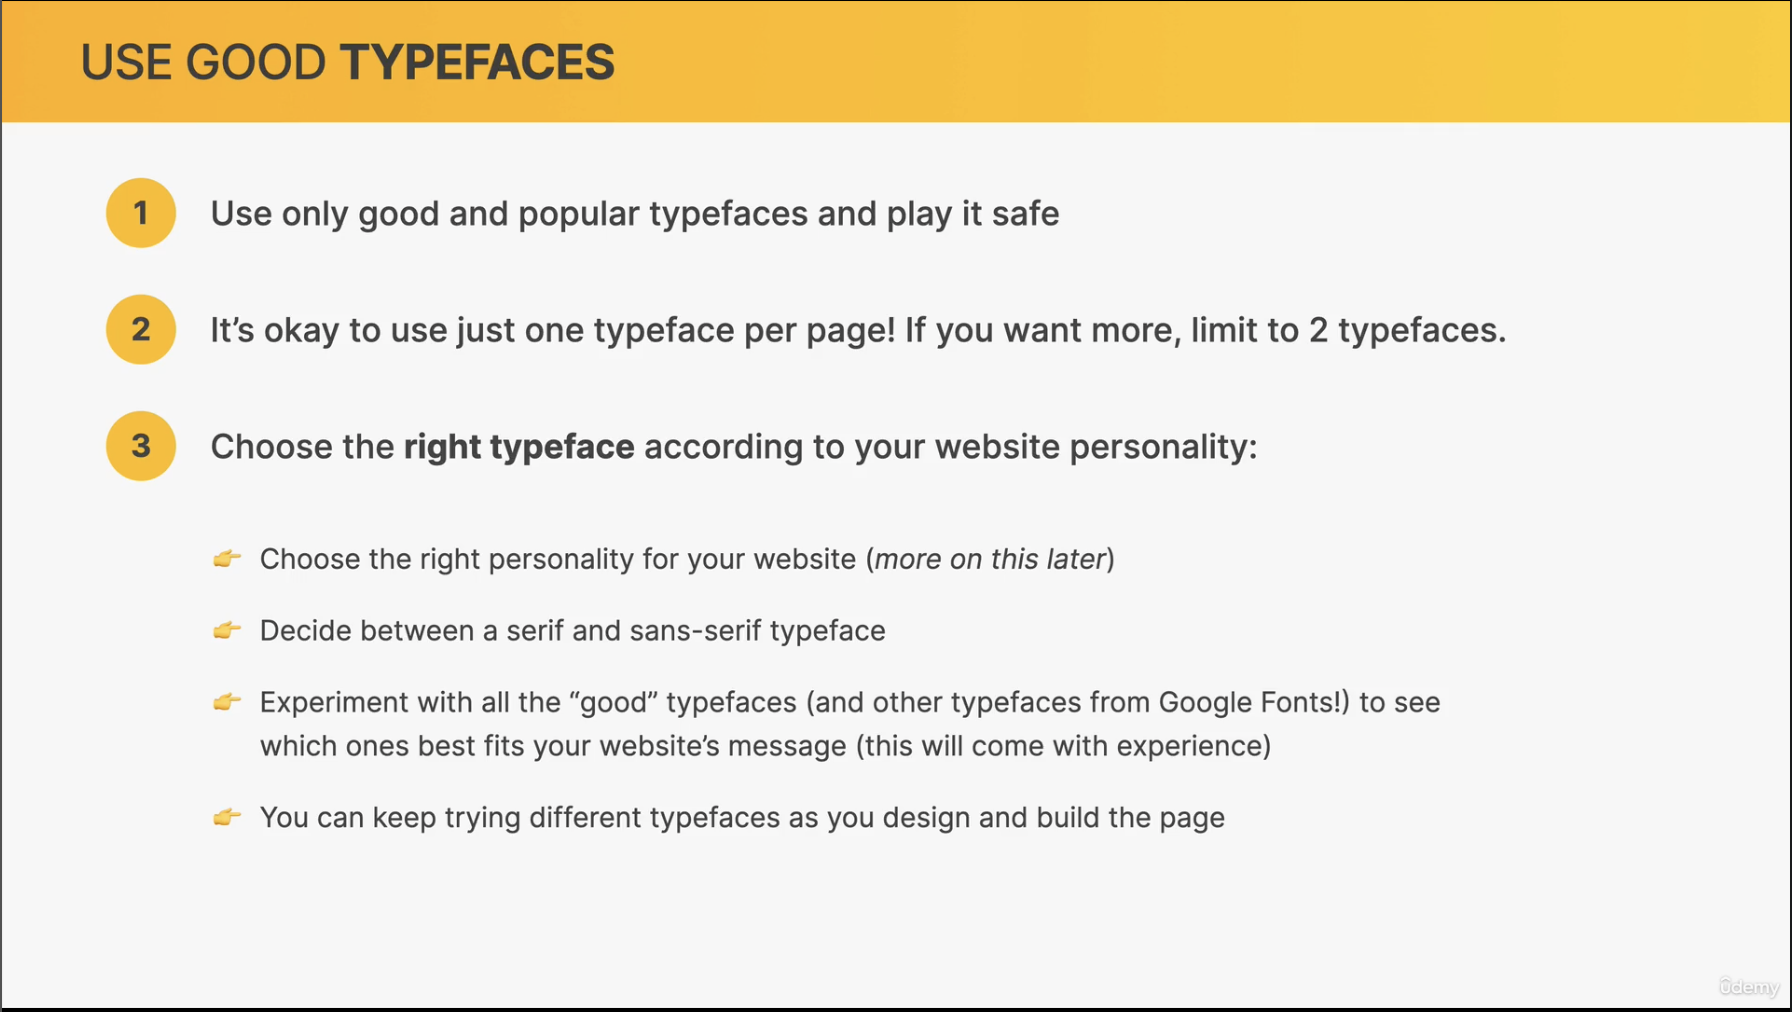 USE GOOD TYPEFACES
1 Use only good and popular typefaces and play it safe
2 It’s okay to use just one typeface per page! If you want more, limit to 2 typefaces.
3 Choose the right typeface according to your website personality:
👉 Choose the right personality for your website (more on this later)
👉 Decide between a serif and sans-serif typeface
👉 Experiment with all the “good” typefaces (and other typefaces from Google Fonts!) to see
which ones best fits your website’s message (this will come with experience)
👉 You can keep trying different typefaces as you design and build the page
ûdemy